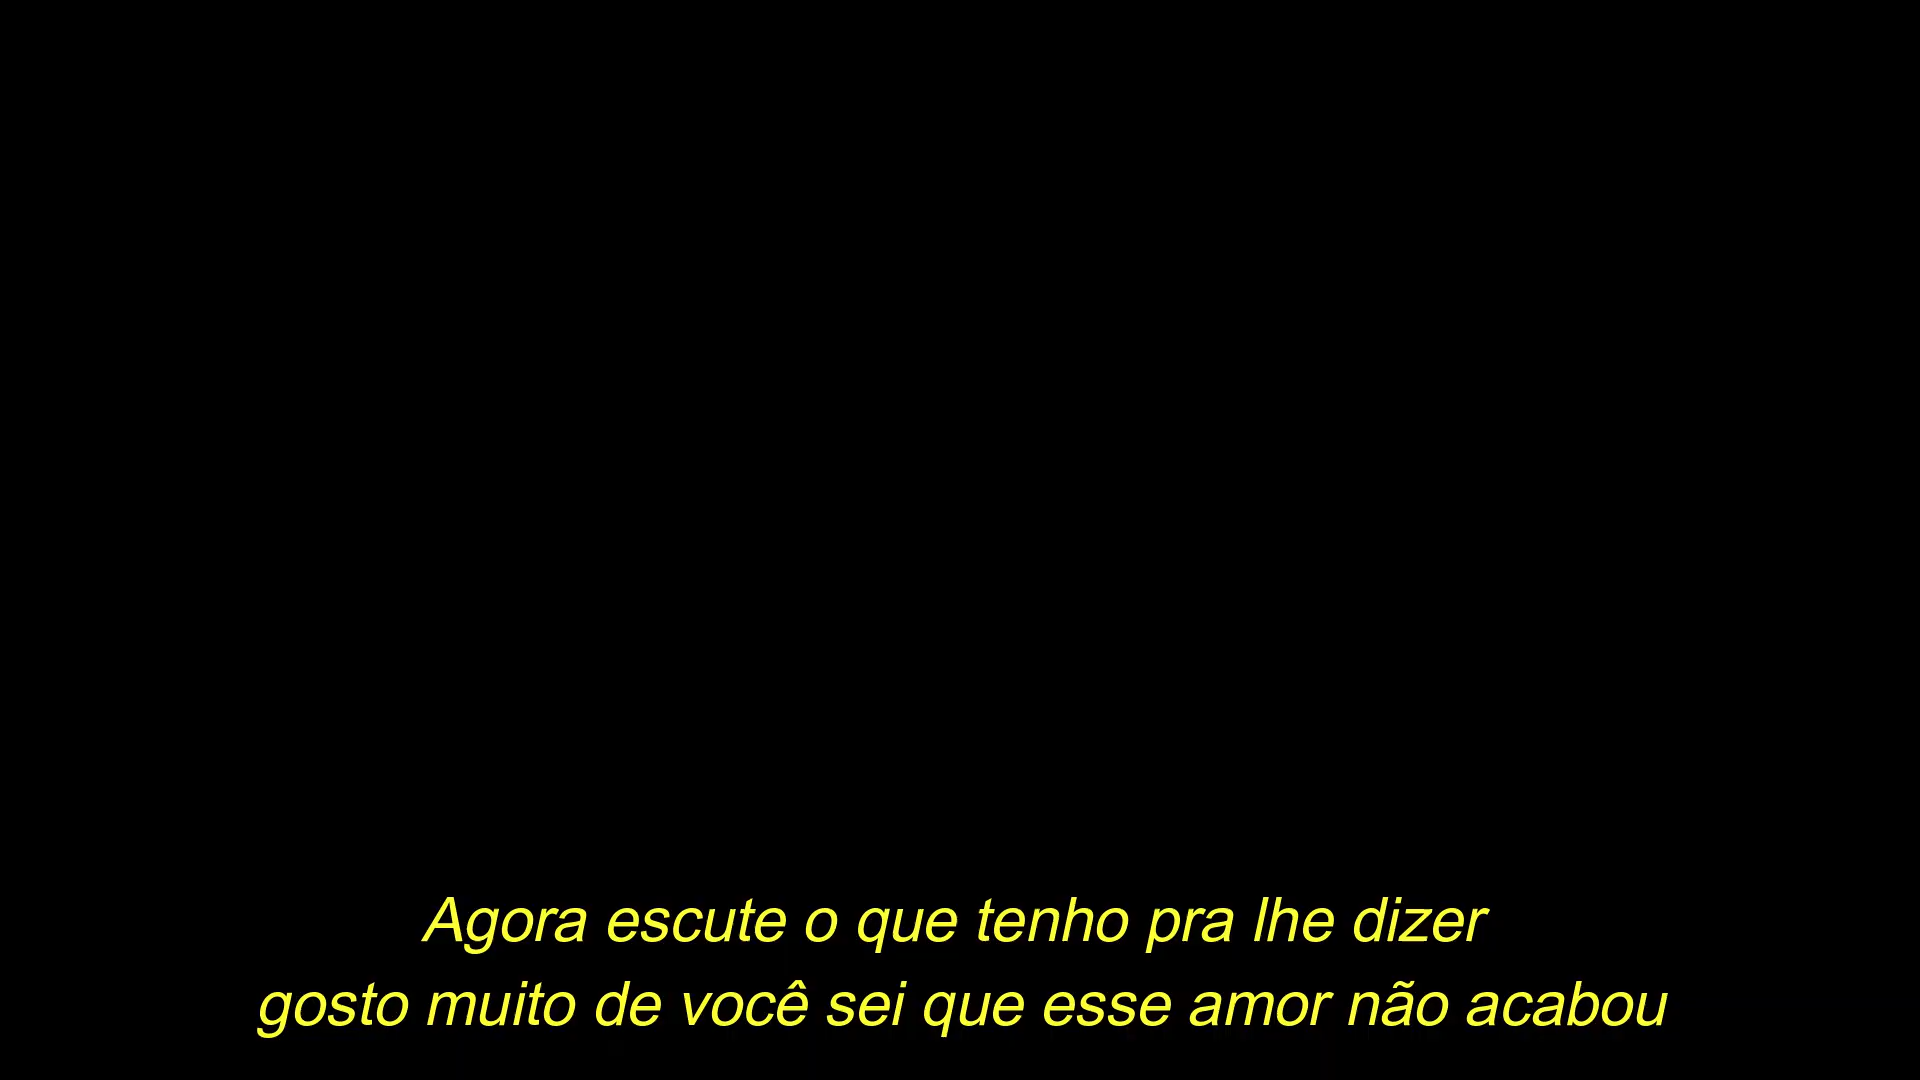 Agora escute o que tenho pra lhe dizer
gosto muito de você sei que esse amor não acabou